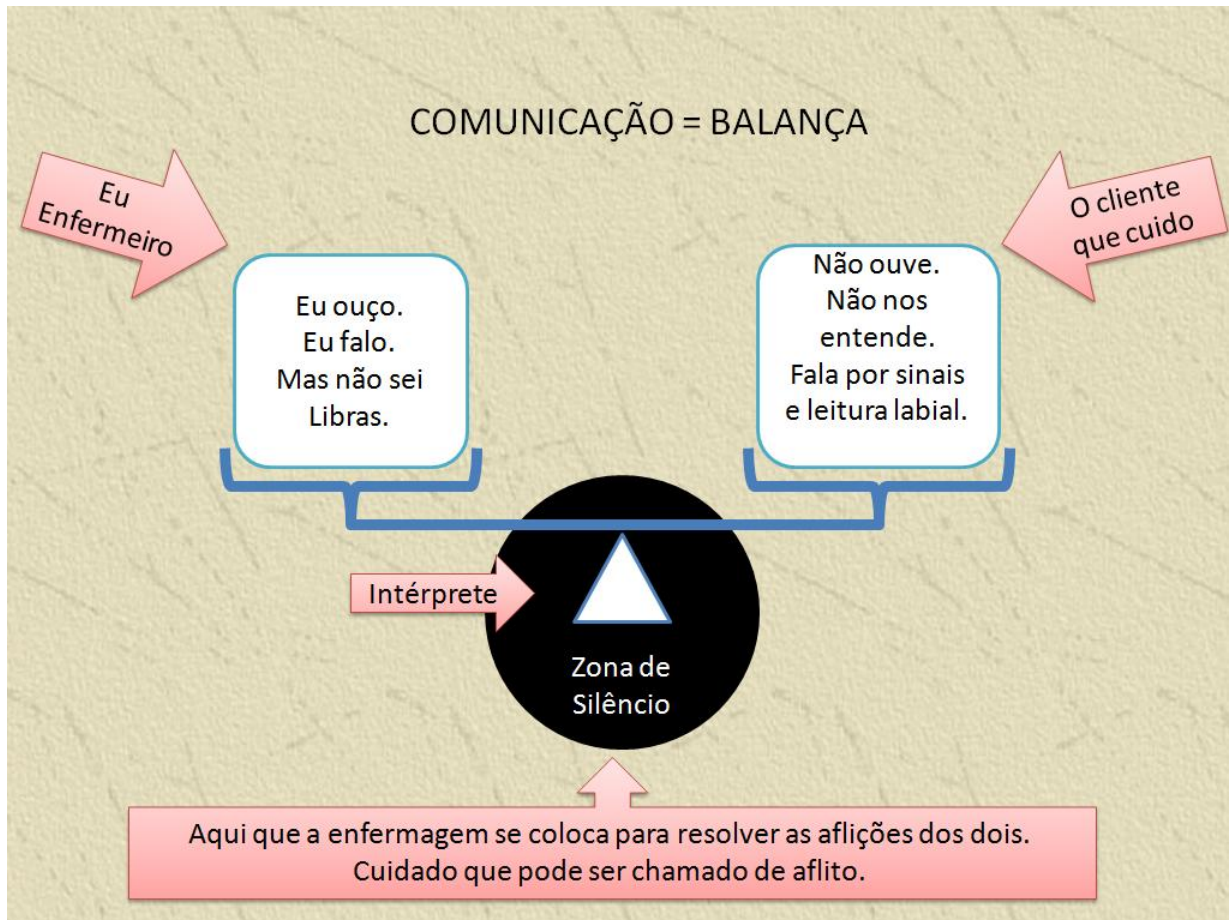 COMUNICAÇÃO = BALANÇA
Eu
Enfermeiro
O cliente
que cuido
Eu ouço.
Eu falo.
Mas não sei
Libras.
Não ouve.
Não nos
entende.
Fala por sinais
e leitura labial.
Intérprete
Zona de
Silêncio
Aqui que a enfermagem se coloca para resolver as aflições dos dois.
Cuidado que pode ser chamado de aflito.